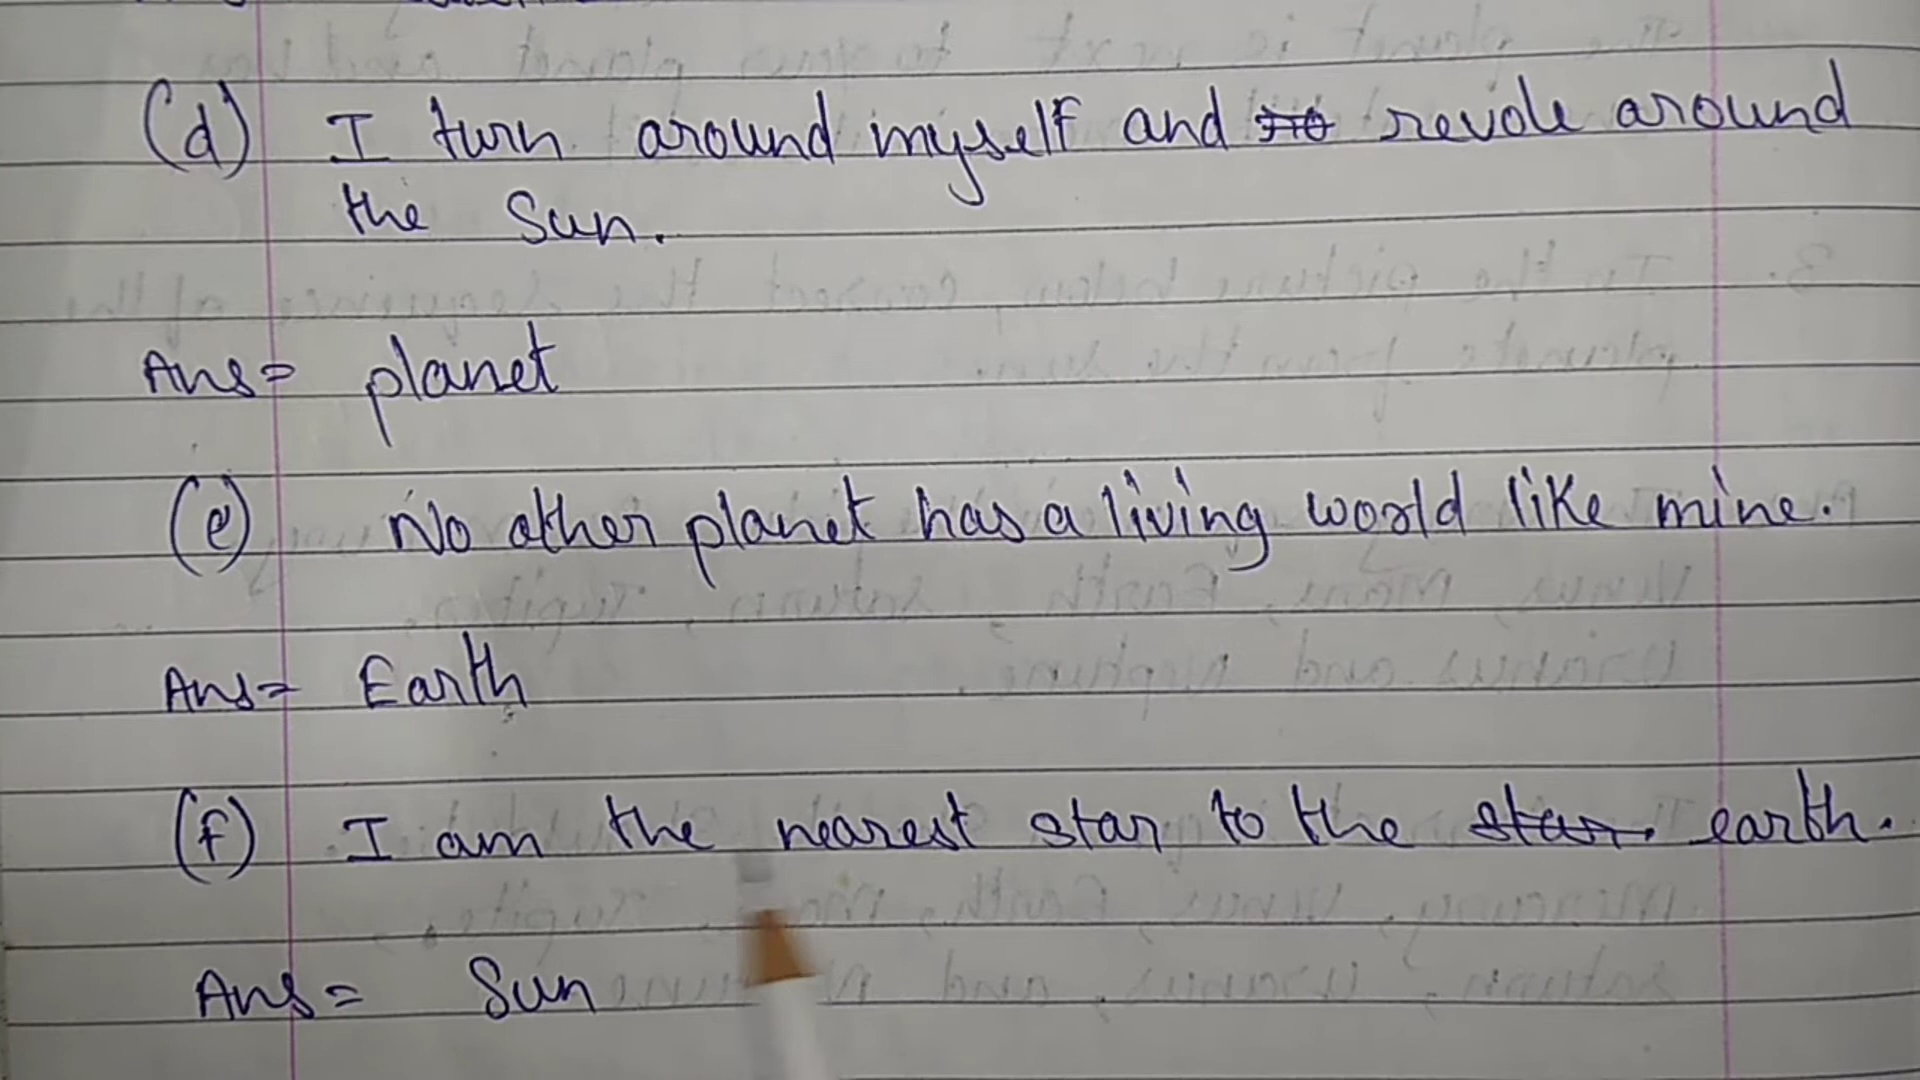 (d) I turn around myself and revole around
the Sun.
Ans= planet
(e) No other planet has a living world like mine.
Ans= Earth
(f) I am the nearest star to the star. earth.
Ans= Sun